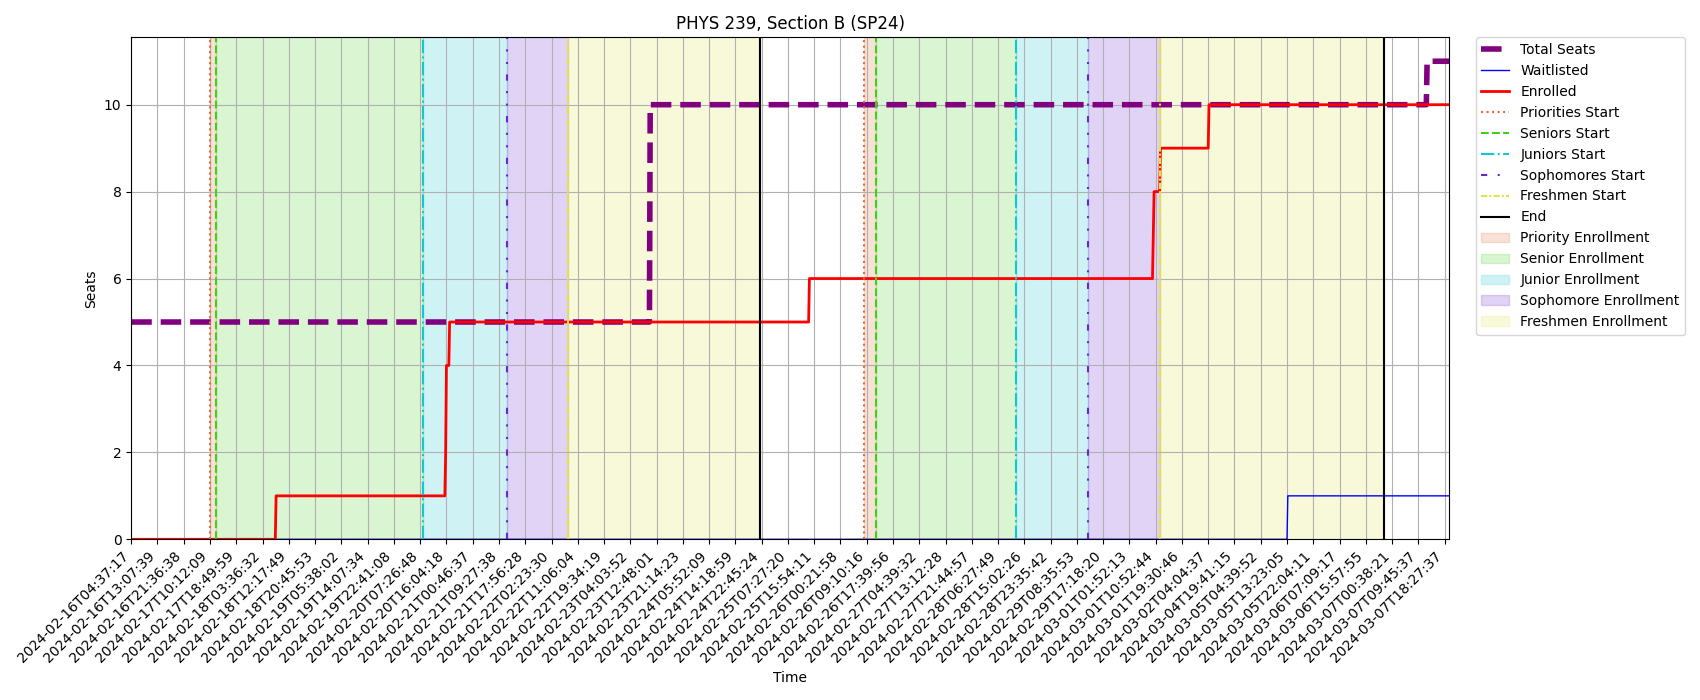 PHYS 239, Section B (SP24)
Seats
10
8
6
4
2
0
2024-02-16T04:37:17
2024-02-16T13:07:39
2024-02-16T21:36:38
2024-02-17T10:12:09
2024-02-17T18:49:59
2024-02-18T03:36:32
2024-02-18T12:17:49
2024-02-18T20:45:53
2024-02-19T05:38:02
2024-02-19T14:07:34
2024-02-19T22:41:08
2024-02-20T07:26:48
2024-02-20T16:04:18
2024-02-21T00:46:37
2024-02-21T09:27:38
2024-02-21T17:56:28
2024-02-22T02:23:30
2024-02-22T11:06:04
2024-02-22T19:34:19
2024-02-23T04:03:52
2024-02-23T12:48:01
2024-02-23T21:14:23
2024-02-24T05:52:09
2024-02-24T14:18:59
2024-02-24T22:45:24
2024-02-25T07:27:20
2024-02-25T15:54:11
2024-02-26T00:21:58
2024-02-26T09:10:16
2024-02-26T17:39:56
2024-02-27T04:39:32
2024-02-27T13:12:28
2024-02-27T21:44:57
2024-02-28T06:27:49
2024-02-28T15:02:26
2024-02-28T23:35:42
2024-02-29T08:35:53
2024-02-29T17:18:20
2024-03-01T01:52:13
2024-03-01T10:52:44
2024-03-01T19:30:46
2024-03-02T04:04:37
2024-03-04T19:41:15
2024-03-05T04:39:52
2024-03-05T13:23:05
2024-03-05T22:04:11
2024-03-06T07:09:17
2024-03-06T15:57:55
2024-03-07T00:38:21
2024-03-07T09:45:37
2024-03-07T18:27:37
Time
Total Seats
Waitlisted
Enrolled
Priorities Start
Seniors Start
Juniors Start
Sophomores Start
Freshmen Start
End
Priority Enrollment
Senior Enrollment
Junior Enrollment
Sophomore Enrollment
Freshmen Enrollment